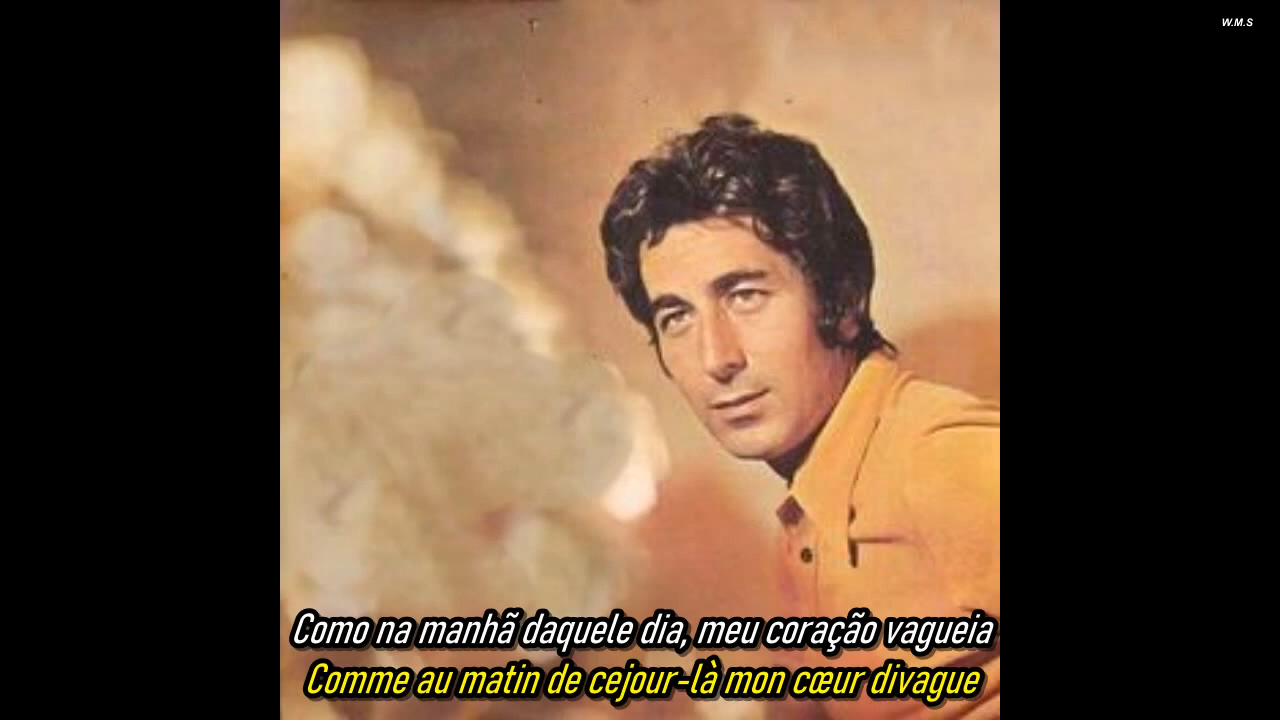 W.M.S
Como na manhã daquele dia, meu coração vagueia
Comme au matin de cejour-là mon cœur divague